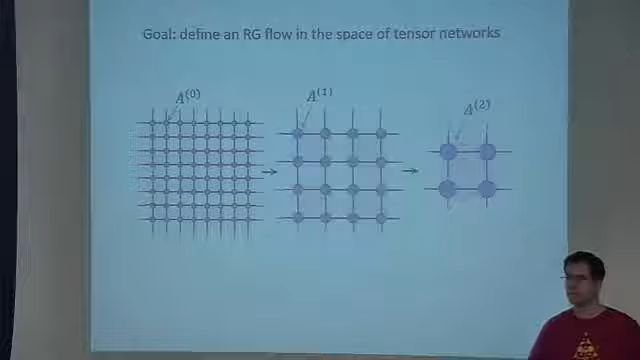 Goal: define an RG flow in the space of tensor networks
A(0)
A(1)
A(2)